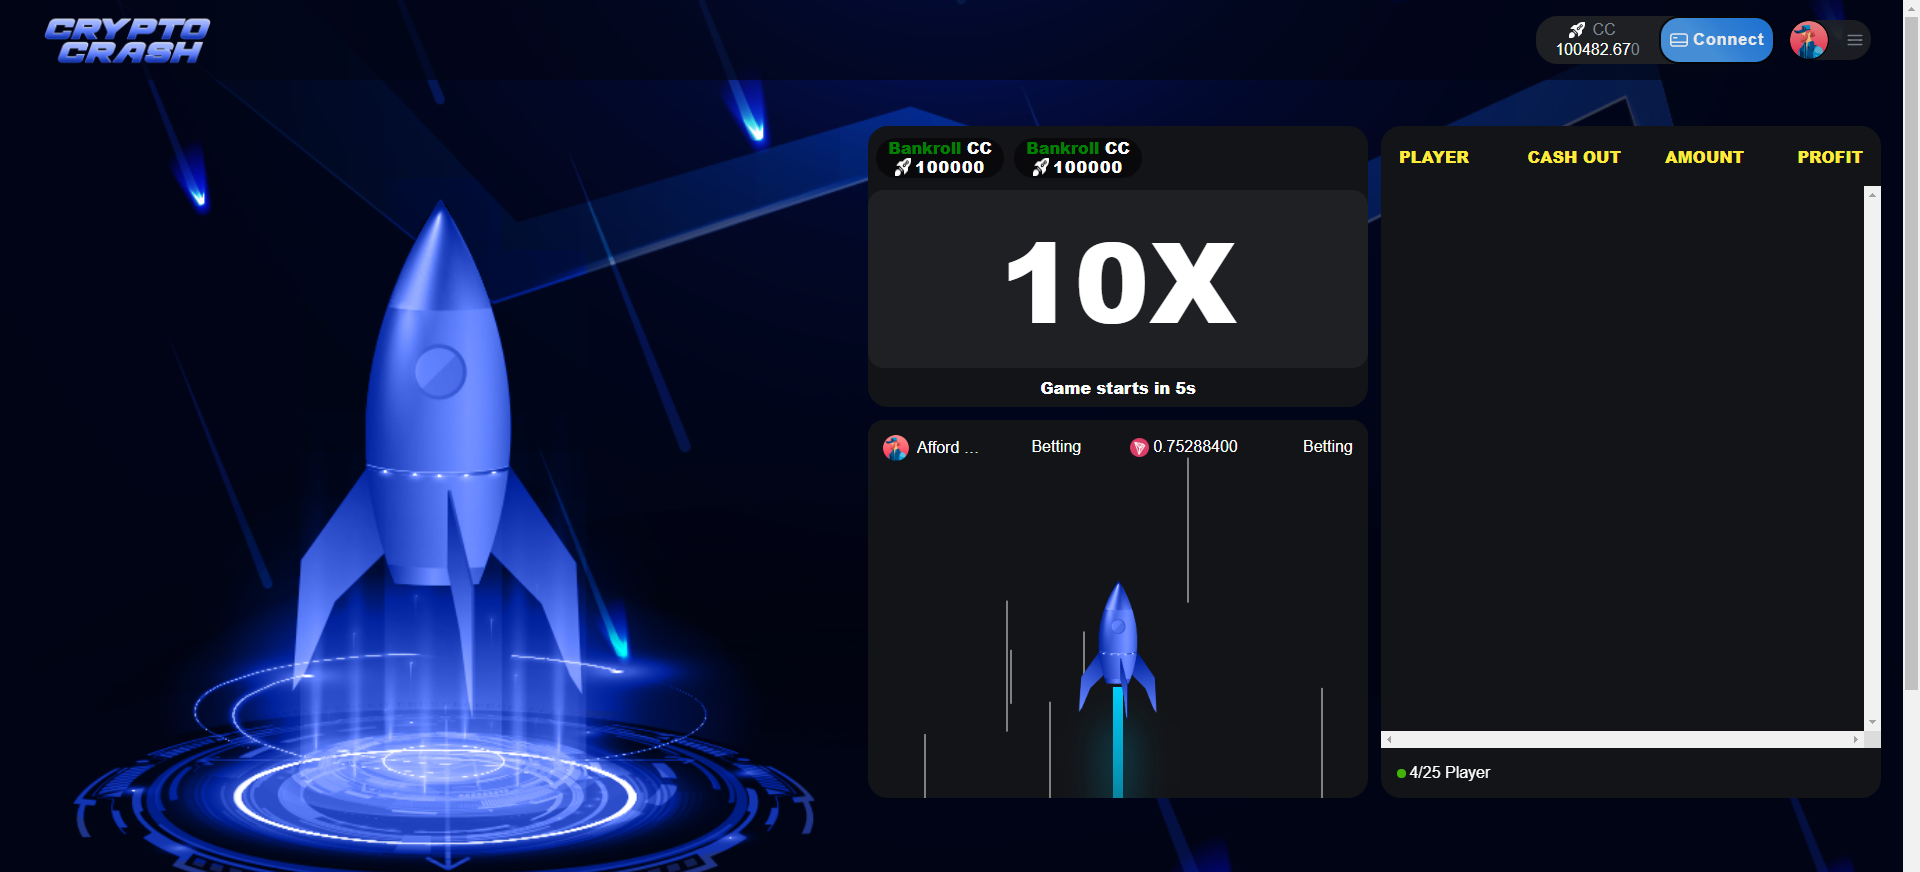 CRYPTO
CRASH
CC
100482.670
Connect
Bankroll CC
100000
Bankroll CC
100000
10X
Game starts in 5s
Afford ...
Betting
0.75288400
Betting
PLAYER
CASH OUT
AMOUNT
PROFIT
4/25 Player